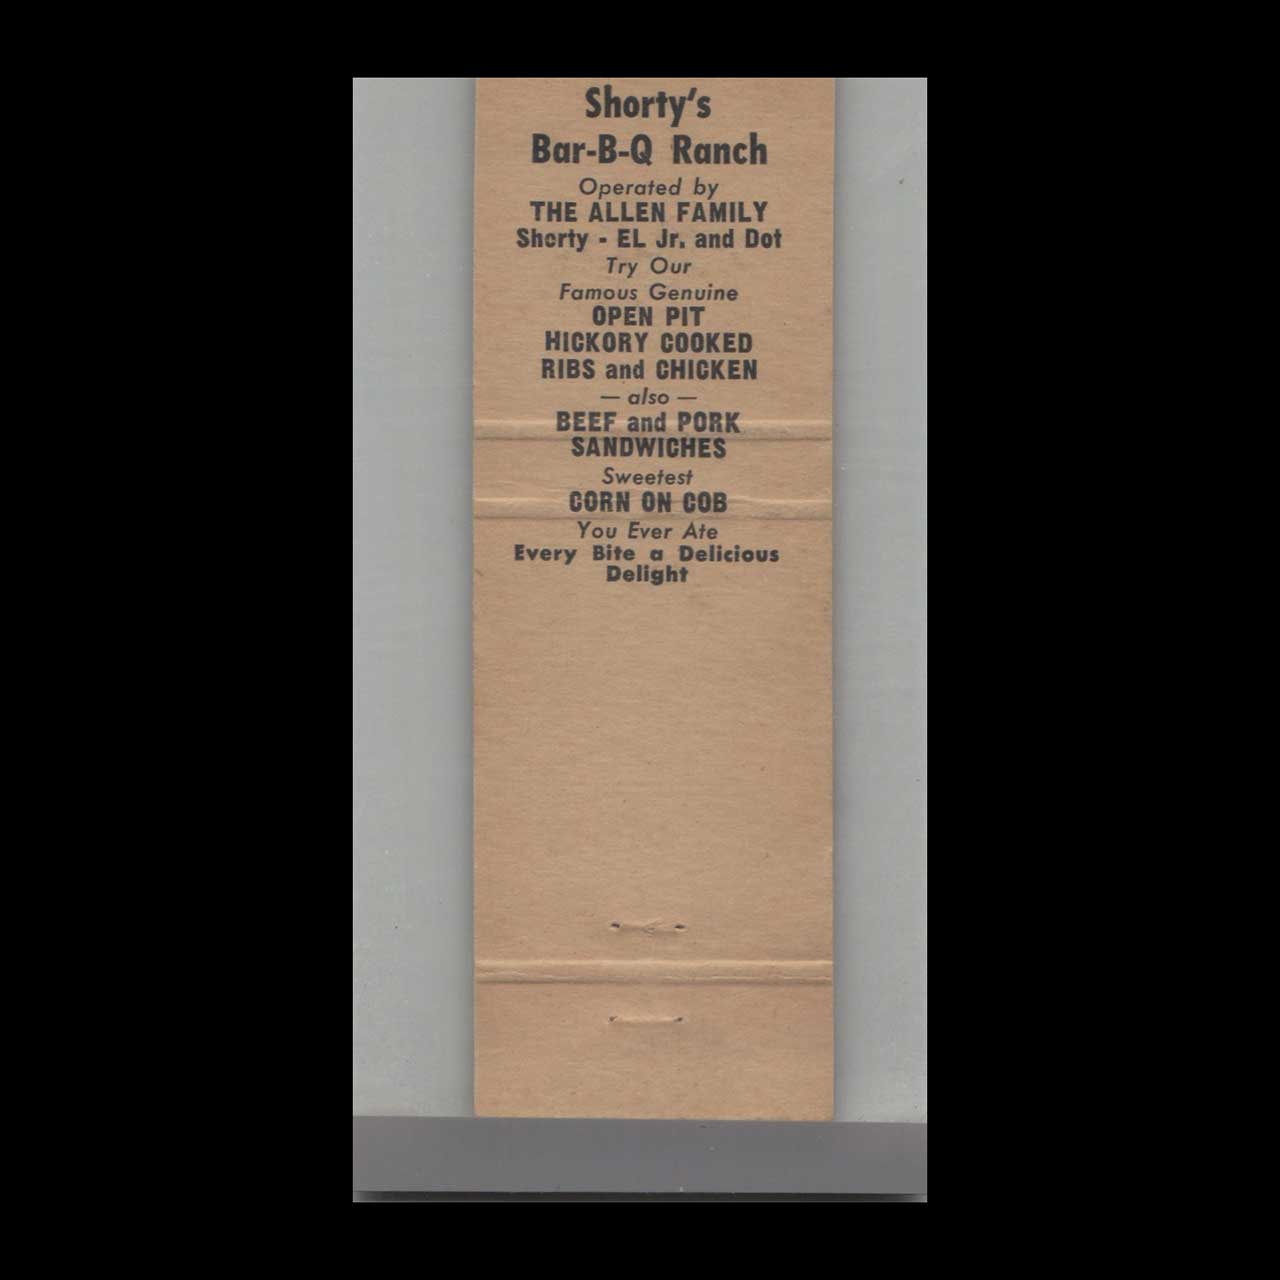 Shorty's
Bar-B-Q Ranch
Operated by
THE ALLEN FAMILY
Shorty - EL Jr. and Dot
Try Our
Famous Genuine
OPEN PIT
HICKORY COOKED
RIBS and CHICKEN
— also —
BEEF and PORK
SANDWICHES
Sweetest
CORN ON COB
You Ever Ate
Every Bite a Delicious
Delight